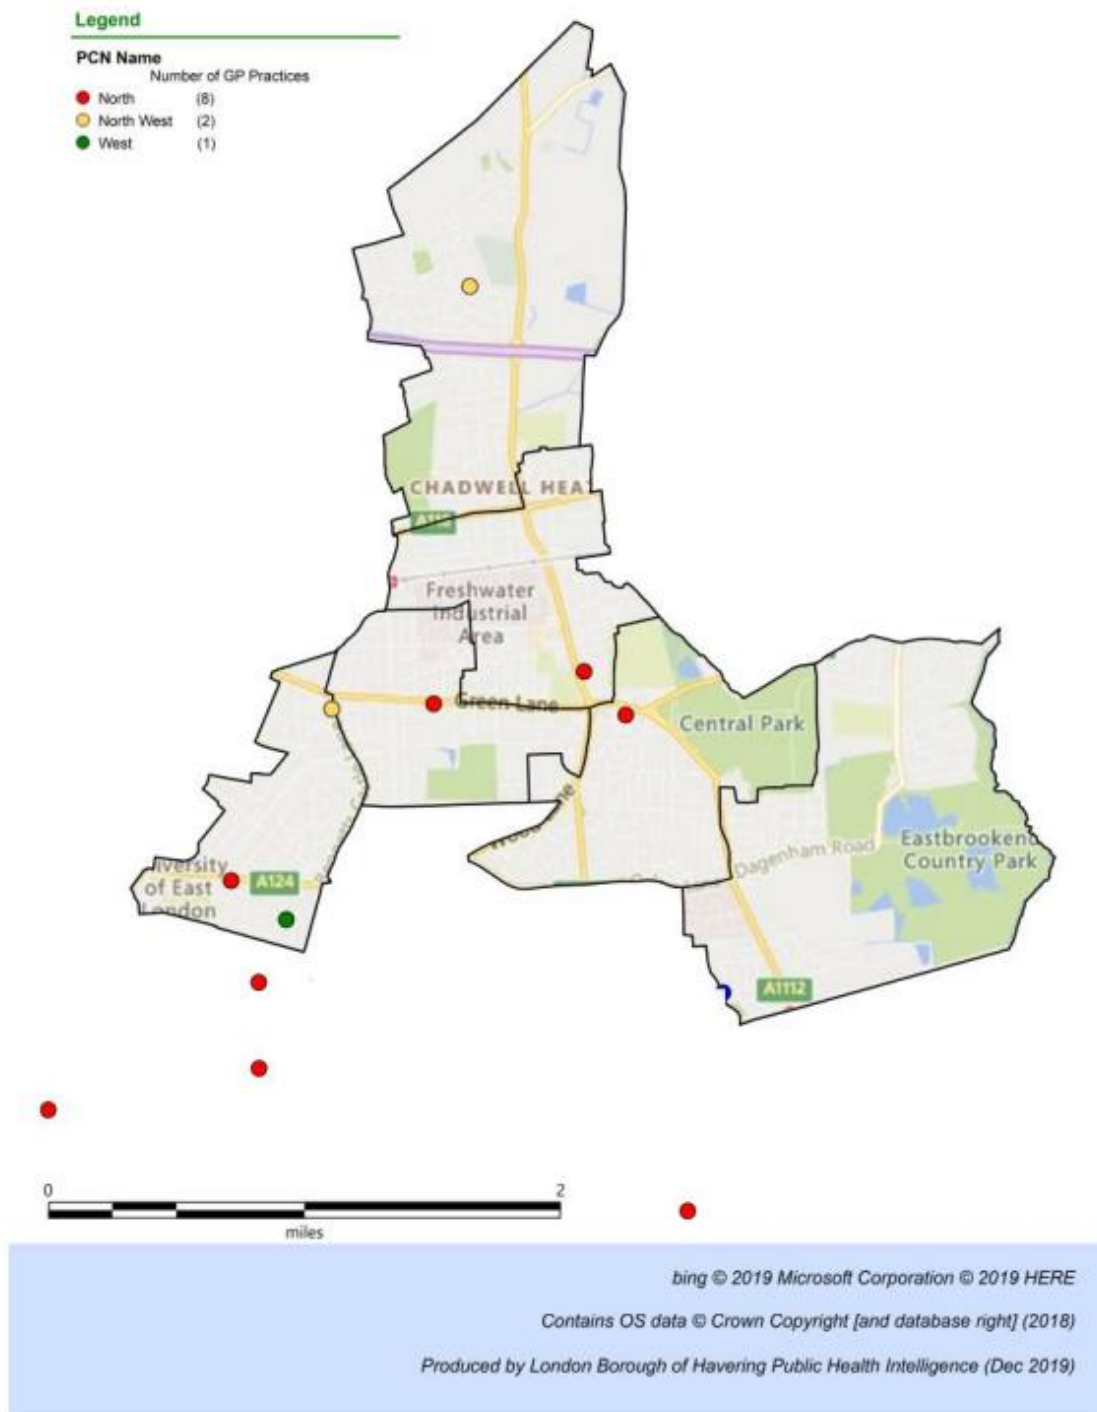 Legend
PCN Name
Number of GP Practices
North (8)
North West (2)
West (1)
CHADWELL HEA
Freshwater
Industrial
Area
Green Lane
Central Park
Eastbrookend
Country Park
Dagenham Road
of East
London
A124
A1112
0 2
miles
bing © 2019 Microsoft Corporation © 2019 HERE
Contains OS data © Crown Copyright [and database right] (2018)
Produced by London Borough of Havering Public Health Intelligence (Dec 2019)